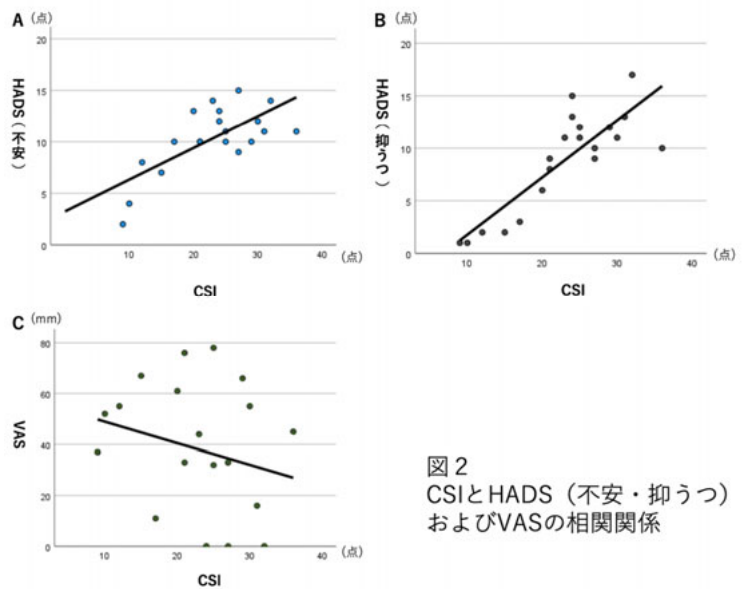 A (点)
20
15
10
5
0
HADS(不安)
10 20 30 40 (点)
CSI
B (点)
20
15
10
5
0
HADS(抑うつ)
10 20 30 40 (点)
CSI
C (mm)
80
60
40
20
0
VAS
10 20 30 40 (点)
CSI
図2
CSIとHADS(不安・抑うつ)
およびVASの相関関係